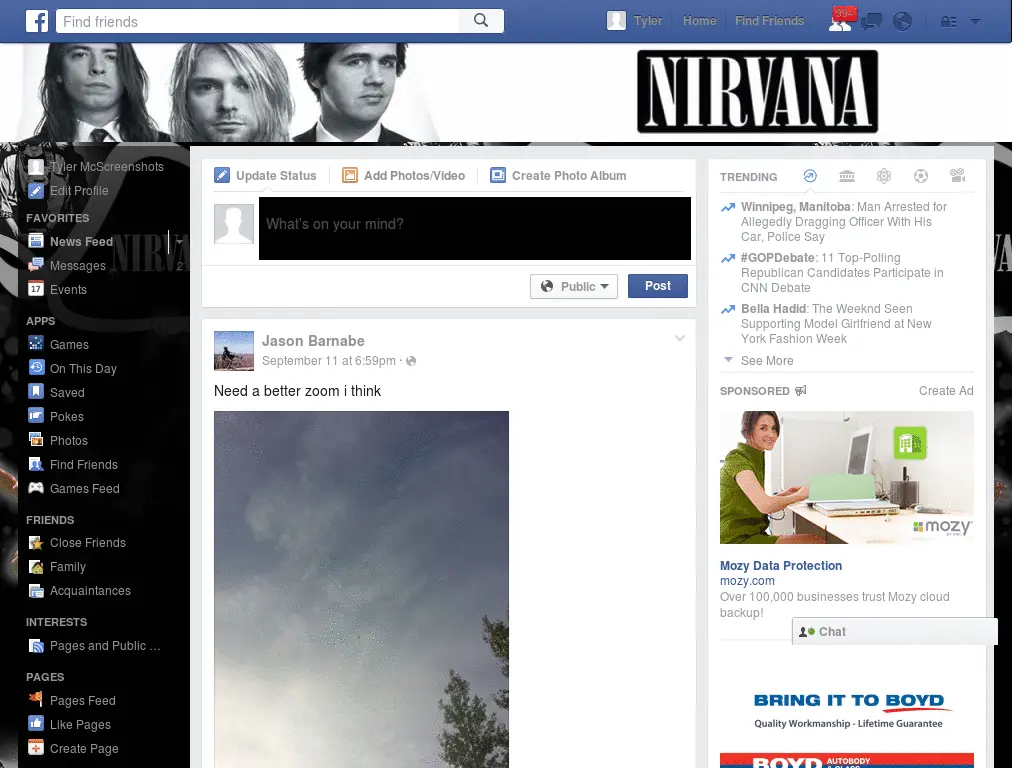 f
Find friends
Tyler
Home
Find Friends
NIRVANA
Tyler McScreenshots
Edit Profile
FAVORITES
News Feed
Messages
2
17
Events
APPS
Games
On This Day
Saved
Pokes
Photos
Find Friends
Games Feed
FRIENDS
Close Friends
Family
Acquaintances
INTERESTS
Pages and Public ...
PAGES
Pages Feed
Like Pages
Create Page
Update Status
Add Photos/Video
Create Photo Album
What's on your mind?
Public
Post
Jason Barnabe
September 11 at 6:59pm ·
Need a better zoom i think
TRENDING
Winnipeg, Manitoba: Man Arrested for
Allegedly Dragging Officer With His
Car, Police Say
#GOPDebate: 11 Top-Polling
Republican Candidates Participate in
CNN Debate
Bella Hadid: The Weeknd Seen
Supporting Model Girlfriend at New
York Fashion Week
See More
SPONSORED
Create Ad
mozy
Mozy Data Protection
mozy.com
Over 100,000 businesses trust Mozy cloud
backup!
Chat
BRING IT TO BOYD
Quality Workmanship - Lifetime Guarantee
BOYD AUTOBODY
& GLASS